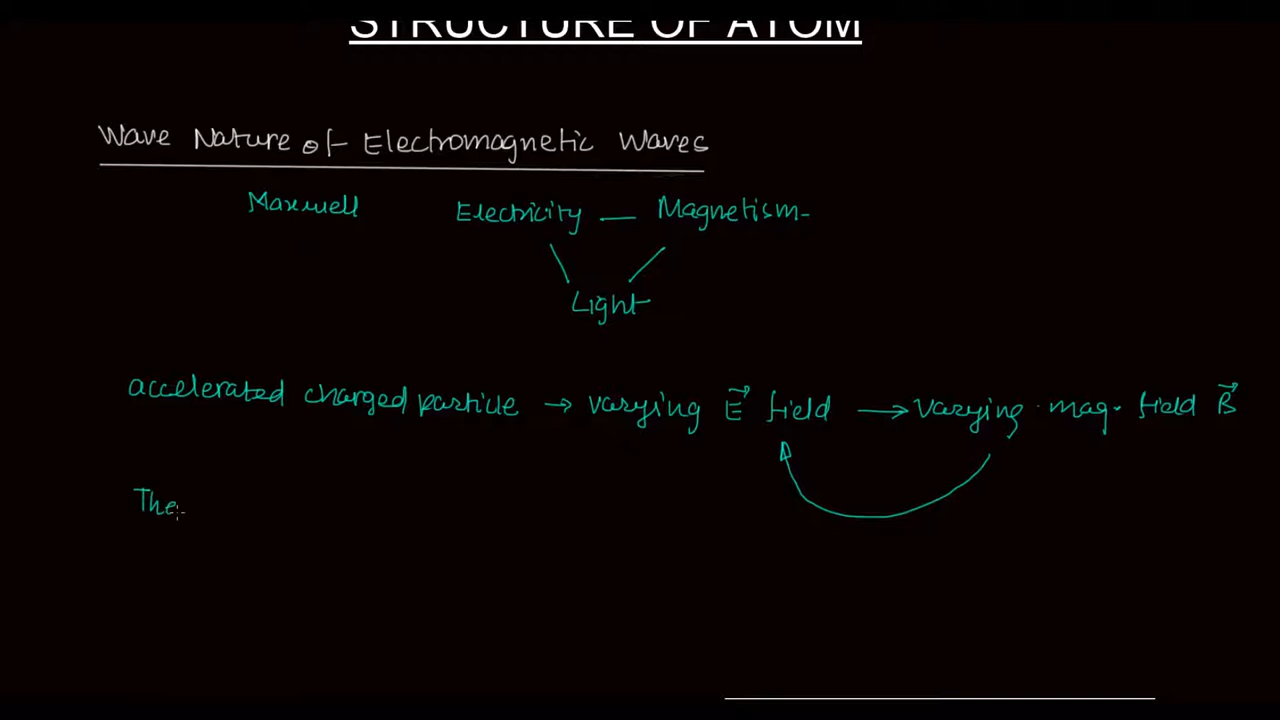 STRUCTURE OF ATOM
Wave Nature of Electromagnetic Waves
Maxwell Electricity — Magnetism
Light
accelerated charged particle → varying E⃗ field → varying mag. field B⃗
The